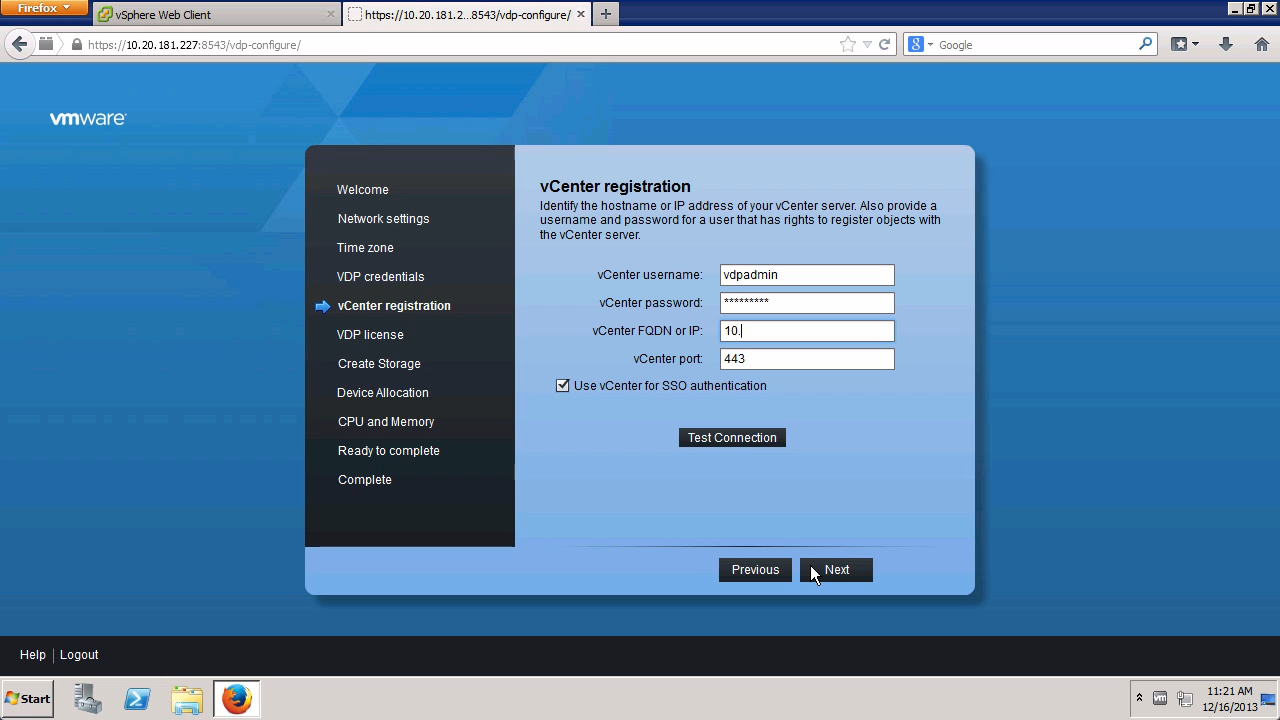 Firefox
vSphere Web Client
https://10.20.181.2...8543/vdp-configure/
https://10.20.181.227:8543/vdp-configure/
Google
vmware
Welcome
Network settings
Time zone
VDP credentials
vCenter registration
VDP license
Create Storage
Device Allocation
CPU and Memory
Ready to complete
Complete
vCenter registration
Identify the hostname or IP address of your vCenter server. Also provide a
username and password for a user that has rights to register objects with
the vCenter server.
vCenter username: vdpadmin
vCenter password: *********
vCenter FQDN or IP: 10.
vCenter port: 443
Use vCenter for SSO authentication
Test Connection
Previous Next
Help Logout
Start
11:21 AM
12/16/2013